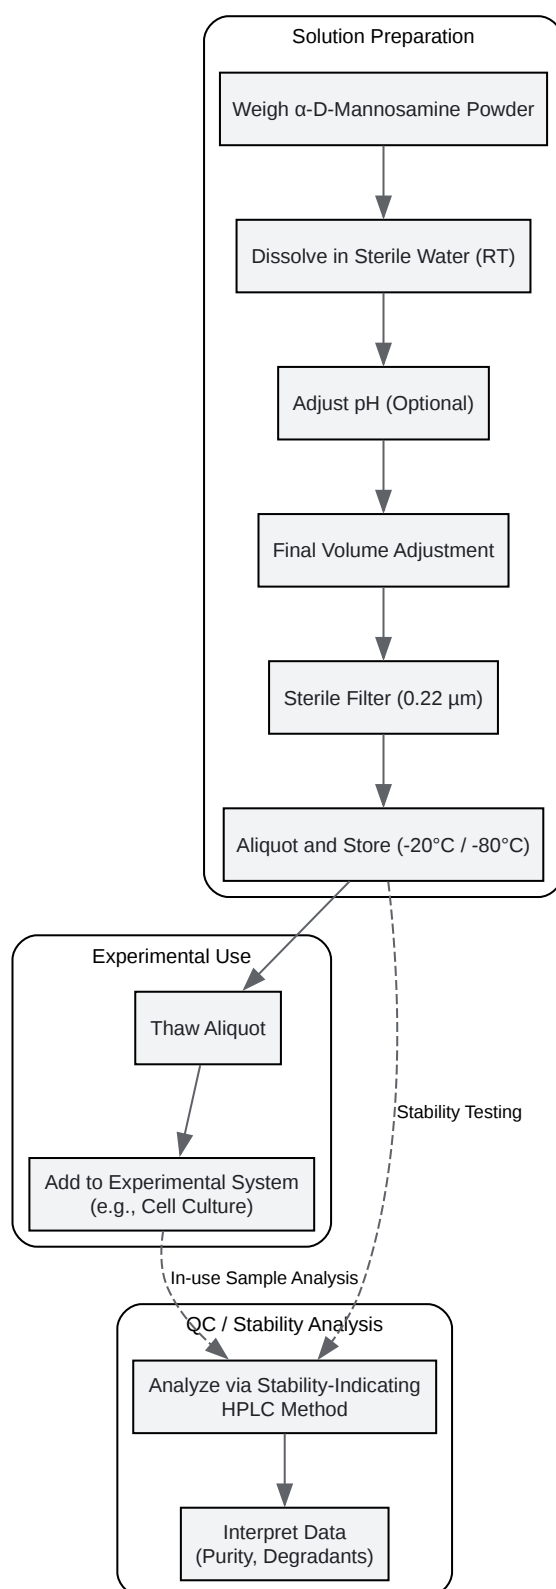 Solution Preparation
Weigh α-D-Mannosamine Powder
Dissolve in Sterile Water (RT)
Adjust pH (Optional)
Final Volume Adjustment
Sterile Filter (0.22 µm)
Aliquot and Store (-20°C / -80°C)
Experimental Use
Thaw Aliquot
Stability Testing
Add to Experimental System
(e.g., Cell Culture)
In-use Sample Analysis
QC / Stability Analysis
Analyze via Stability-Indicating
HPLC Method
Interpret Data
(Purity, Degradants)